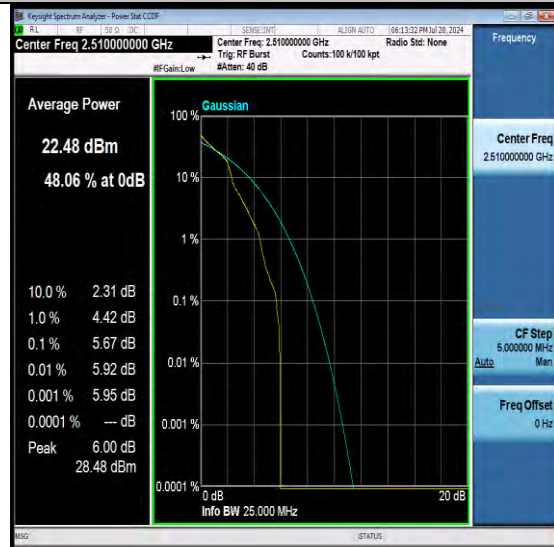 Keysight Spectrum Analyzer - Power Stat CCDF
RL RF 50 Ω DC SENSE:INT ALIGN AUTO 06:13:32 PM Jul 20, 2024
Center Freq 2.510000000 GHz
Center Freq: 2.510000000 GHz Radio Std: None
Trig: RF Burst Counts:100 k/100 kpt
#IFGain:Low #Atten: 40 dB
Frequency
Average Power
22.48 dBm
48.06 % at 0dB
10.0 % 2.31 dB
1.0 % 4.42 dB
0.1 % 5.67 dB
0.01 % 5.92 dB
0.001 % 5.95 dB
0.0001 % --- dB
Peak 6.00 dB
28.48 dBm
Gaussian
100 %
10 %
1 %
0.1 %
0.01 %
0.001 %
0.0001 %
0 dB 20 dB
Info BW 25.000 MHz
Center Freq
2.510000000 GHz
CF Step
5.000000 MHz
Auto Man
Freq Offset
0 Hz
MSG STATUS